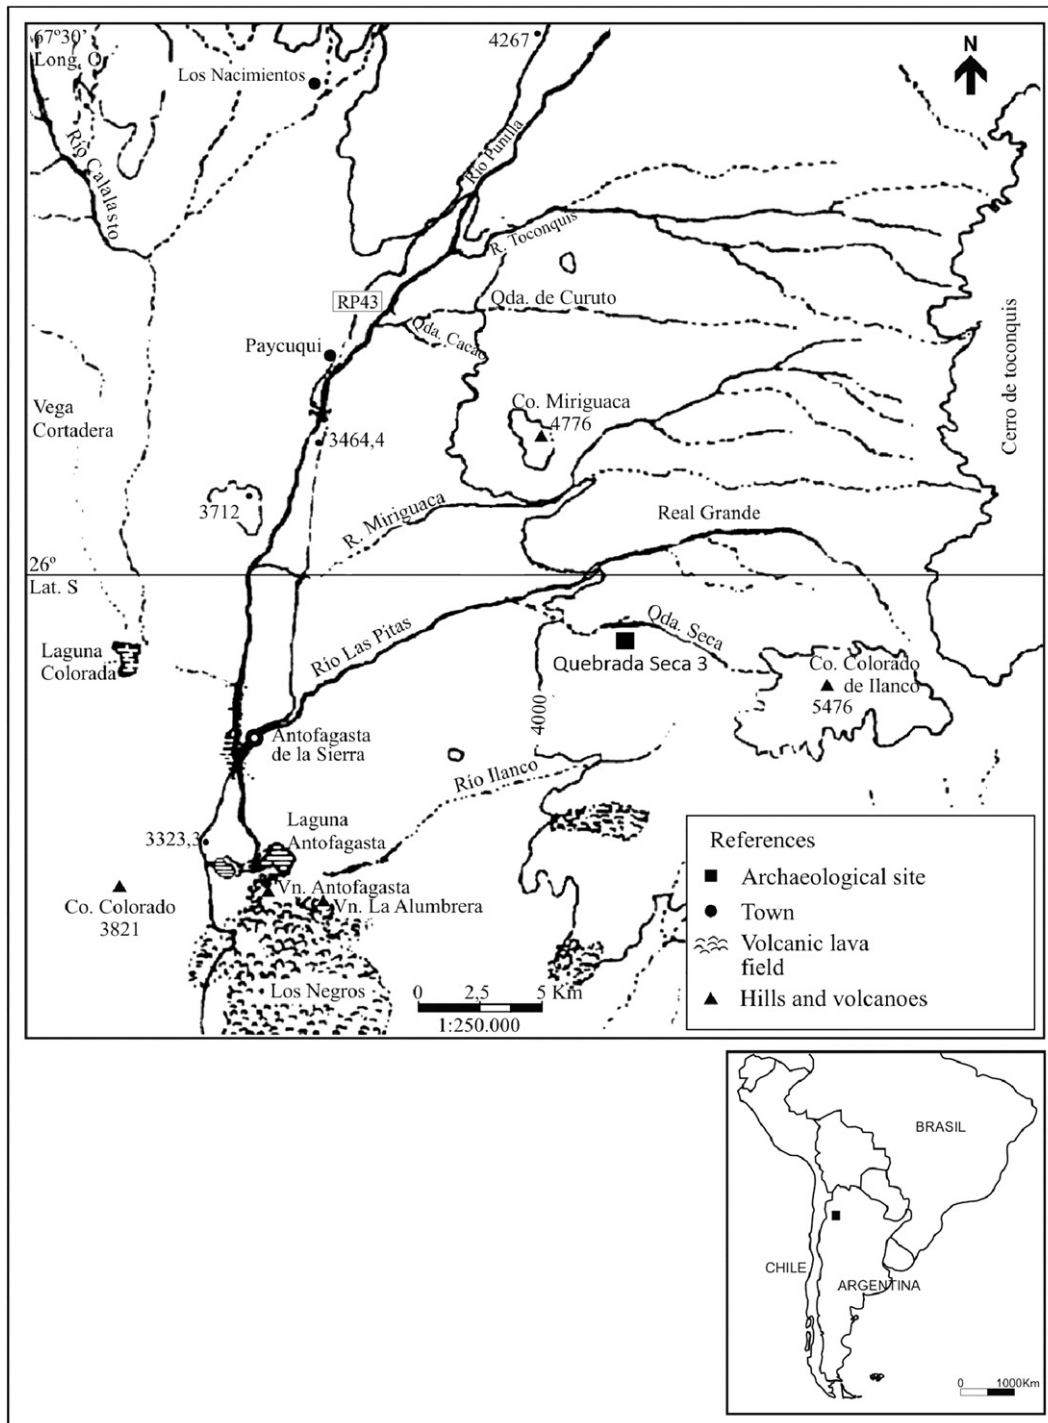 67º30'
Long. O
4267
N
Los Nacimientos
Río Punilla
Río Calalasto
R. Toconquis
RP43
Qda. de Curuto
Qda. Cacao
Paycuqui
Cerro de toconquis
Vega
Cortadera
Co. Miriguaca
4776
3464,4
3712
R. Miriguaca
Real Grande
26º
Lat. S
Qda. Seca
Río Las Pitas
Laguna
Colorada
Quebrada Seca 3
Co. Colorado
de Ilanco
5476
4000
Antofagasta
de la Sierra
Río Ilanco
Laguna
Antofagasta
3323,3
Vn. Antofagasta
Vn. La Alumbrera
Co. Colorado
3821
Los Negros
0 2,5 5 Km
1:250.000
References
Archaeological site
Town
Volcanic lava
field
Hills and volcanoes
BRASIL
CHILE
ARGENTINA
0 1000Km